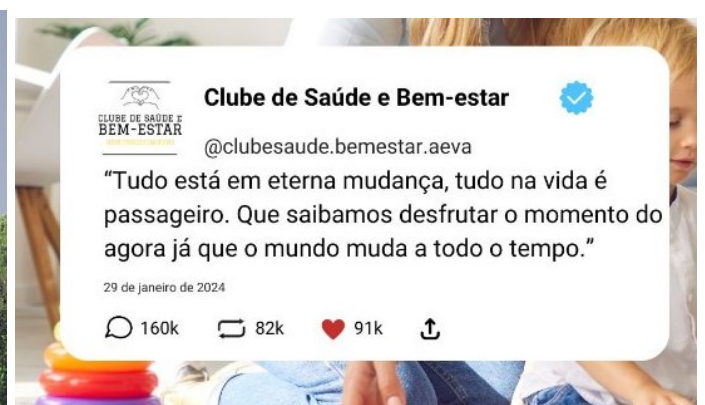 CLUBE DE SAÚDE E
BEM-ESTAR
Clube de Saúde e Bem-estar
@clubesaude.bemestar.aeva
“Tudo está em eterna mudança, tudo na vida é
passageiro. Que saibamos desfrutar o momento do
agora já que o mundo muda a todo o tempo.”
29 de janeiro de 2024
160k 82k 91k